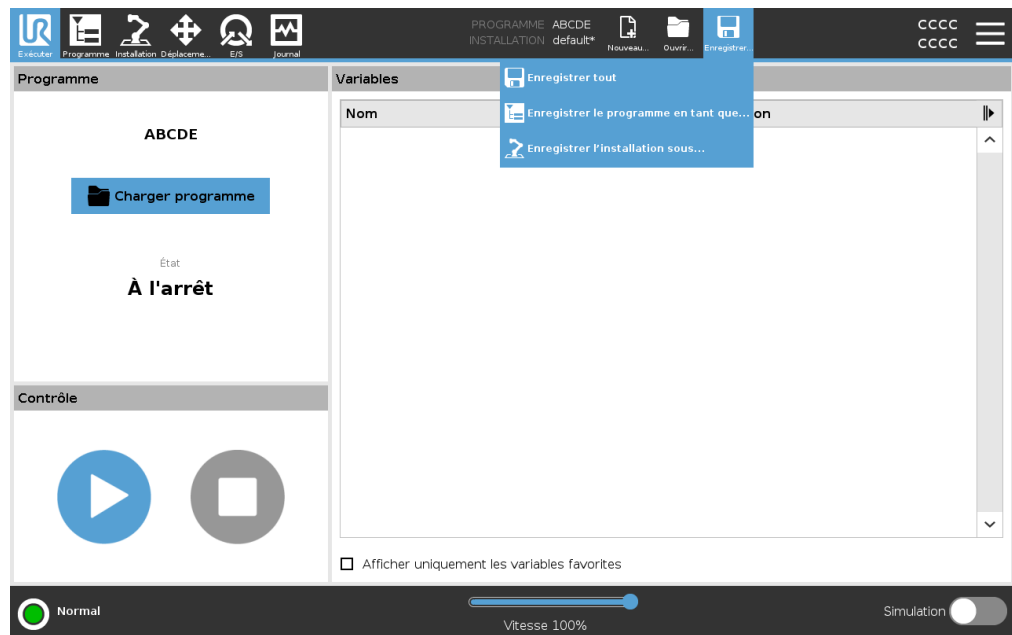 Exécuter
Programme
Installation
Déplaceme...
E/S
Journal
PROGRAMME ABCDE
INSTALLATION default*
Nouveau...
Ouvrir...
Enregistrer...
CCCC
CCCC
Programme
Variables
Enregistrer tout
Enregistrer le programme en tant que...
Enregistrer l'installation sous...
Nom
on
ABCDE
Charger programme
État
À l'arrêt
Contrôle
Afficher uniquement les variables favorites
Normal
Vitesse 100%
Simulation